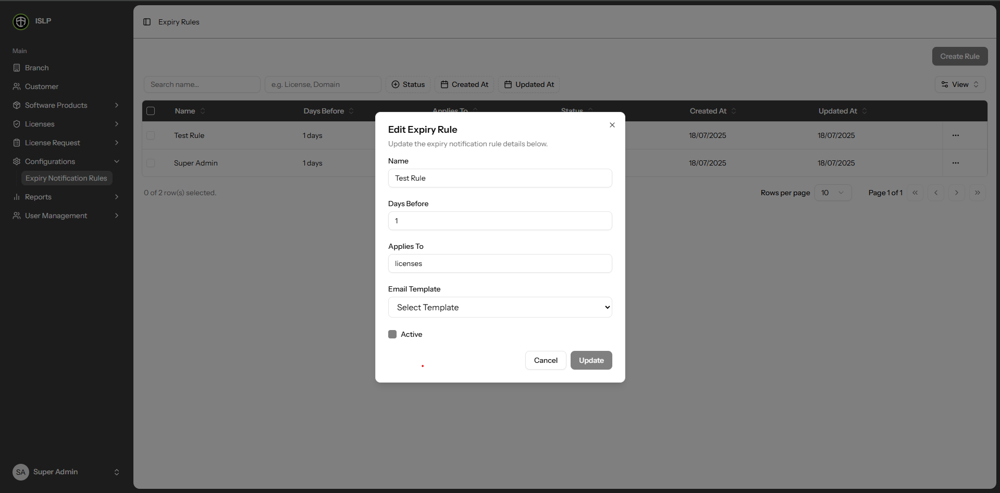 ISLP
Main
Branch
Customer
Software Products
Licenses
License Request
Configurations
Expiry Notification Rules
Reports
User Management
SA Super Admin
Expiry Rules
Create Rule
Search name... e.g. License, Domain Status Created At Updated At View
Name Days Before Applies To Status Created At Updated At
Test Rule 1 days 18/07/2025 18/07/2025
Super Admin 1 days 18/07/2025 18/07/2025
0 of 2 row(s) selected. Rows per page 10 Page 1 of 1
Edit Expiry Rule
Update the expiry notification rule details below.
Name
Test Rule
Days Before
1
Applies To
licenses
Email Template
Select Template
Active
Cancel Update